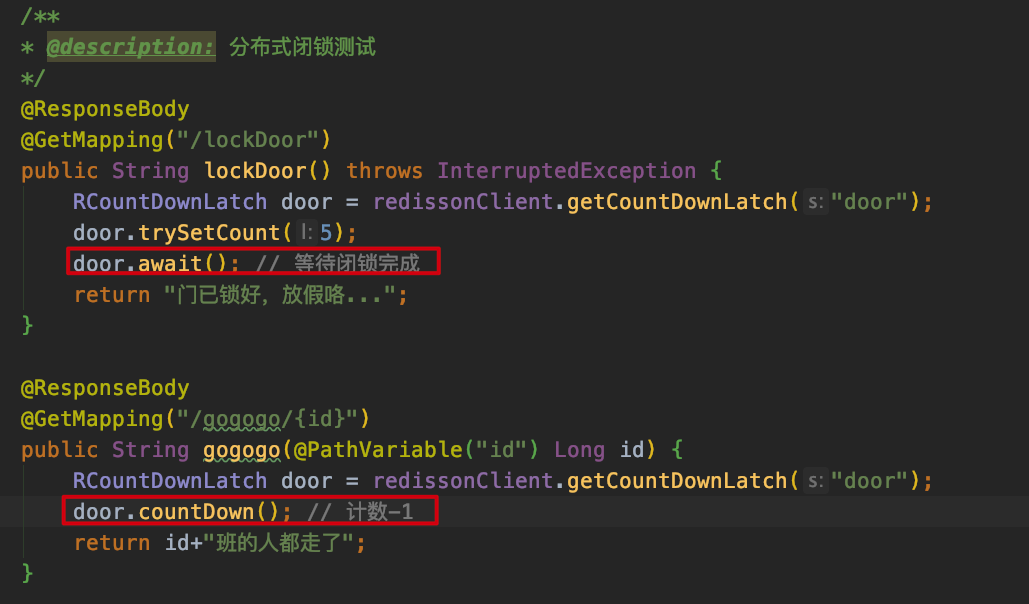 /**
* @description: 分布式闭锁测试
*/
@ResponseBody
@GetMapping("/lockDoor")
public String lockDoor() throws InterruptedException {
RCountDownLatch door = redissonClient.getCountDownLatch( s: "door");
door.trySetCount( l: 5);
door.await(); // 等待闭锁完成
return "门已锁好，放假咯...";
}
@ResponseBody
@GetMapping("/gogogo/{id}")
public String gogogo(@PathVariable("id") Long id) {
RCountDownLatch door = redissonClient.getCountDownLatch( s: "door");
door.countDown(); // 计数-1
return id+"班的人都走了";
}